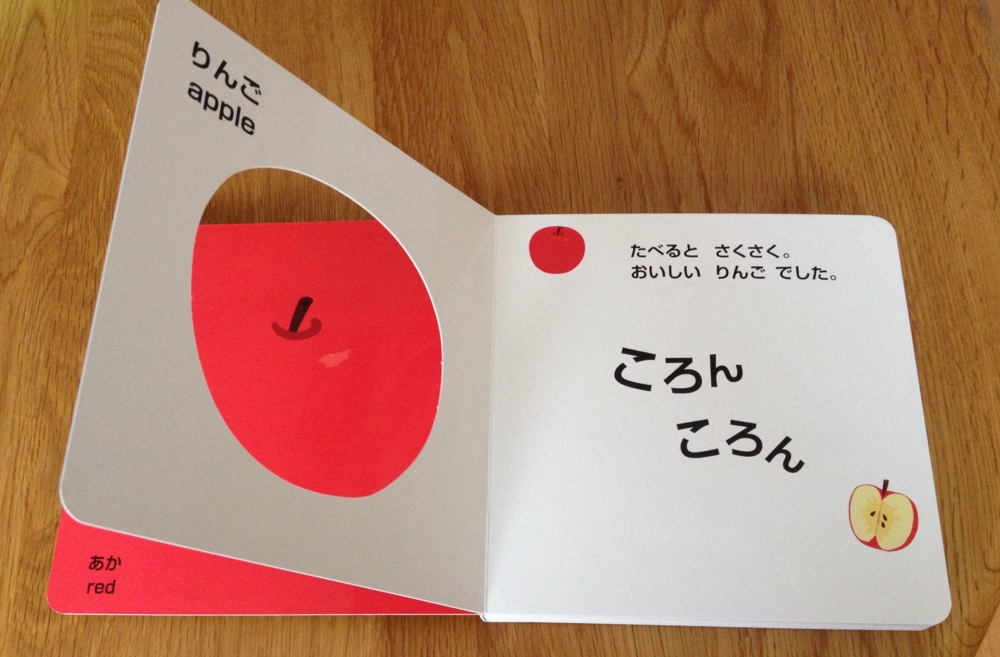 りんご
apple
あか
red
たべると さくさく。
おいしい りんご でした。
ころん
ころん